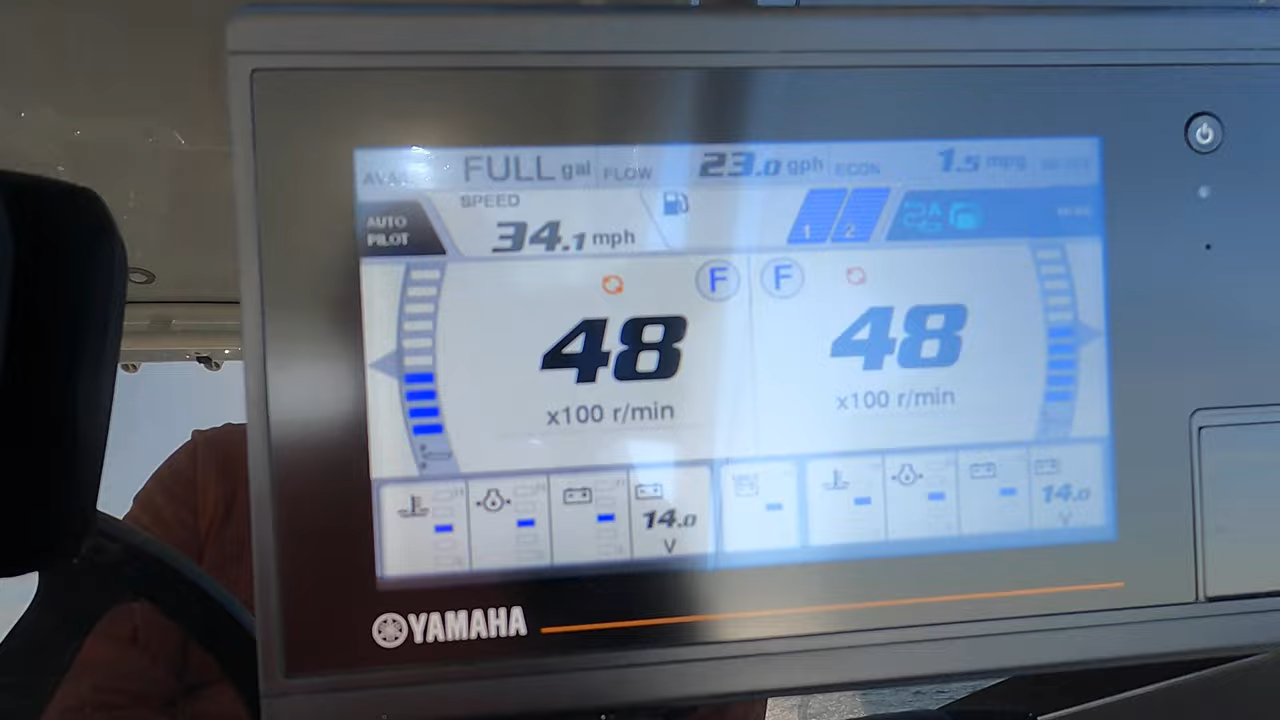 FULL gal FLOW 23.0 gph ECON 1.5 mpg
SPEED
AUTO PILOT
34.1 mph
1 2
F F
48 48
x100 r/min x100 r/min
14.0 14.0
V V
YAMAHA